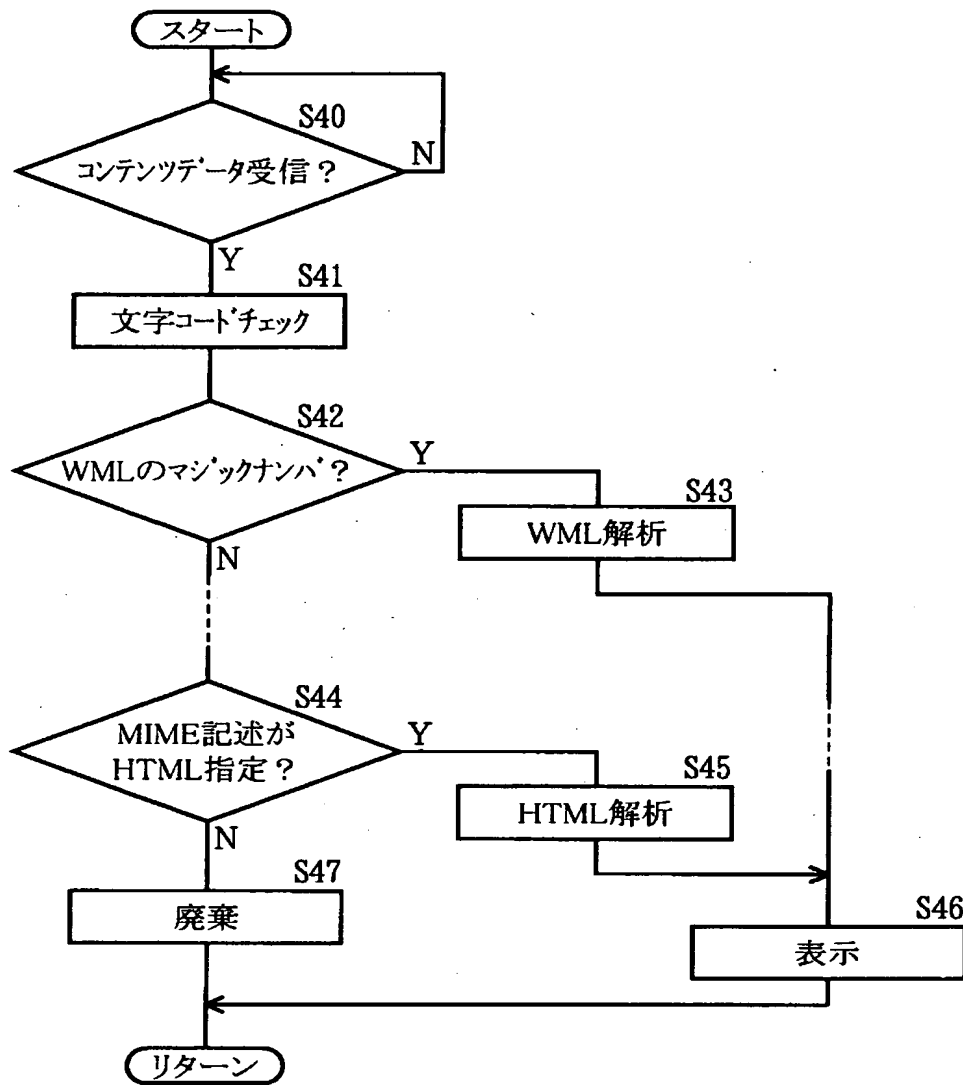 スタート
S40
コンテンツデータ受信？
N
Y
S41
文字コードチェック
S42
WMLのマジックナンバ？
Y
S43
WML解析
N
S44
MIME記述が
HTML指定？
Y
S45
HTML解析
N
S47
廃棄
S46
表示
リターン